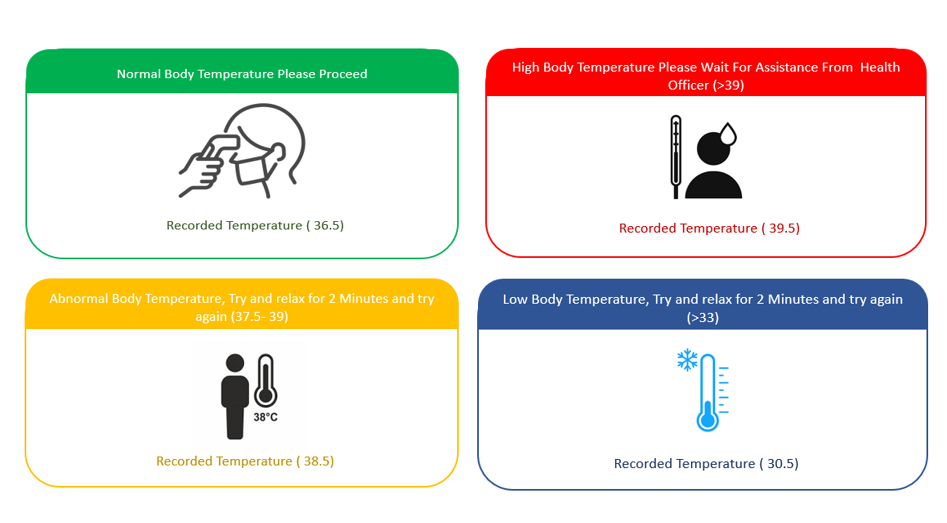 Normal Body Temperature Please Proceed
Recorded Temperature ( 36.5)
High Body Temperature Please Wait For Assistance From  Health
Officer (>39)
Recorded Temperature ( 39.5)
Abnormal Body Temperature, Try and relax for 2 Minutes and try
again (37.5- 39)
38°C
Recorded Temperature ( 38.5)
Low Body Temperature, Try and relax for 2 Minutes and try again
(>33)
Recorded Temperature ( 30.5)